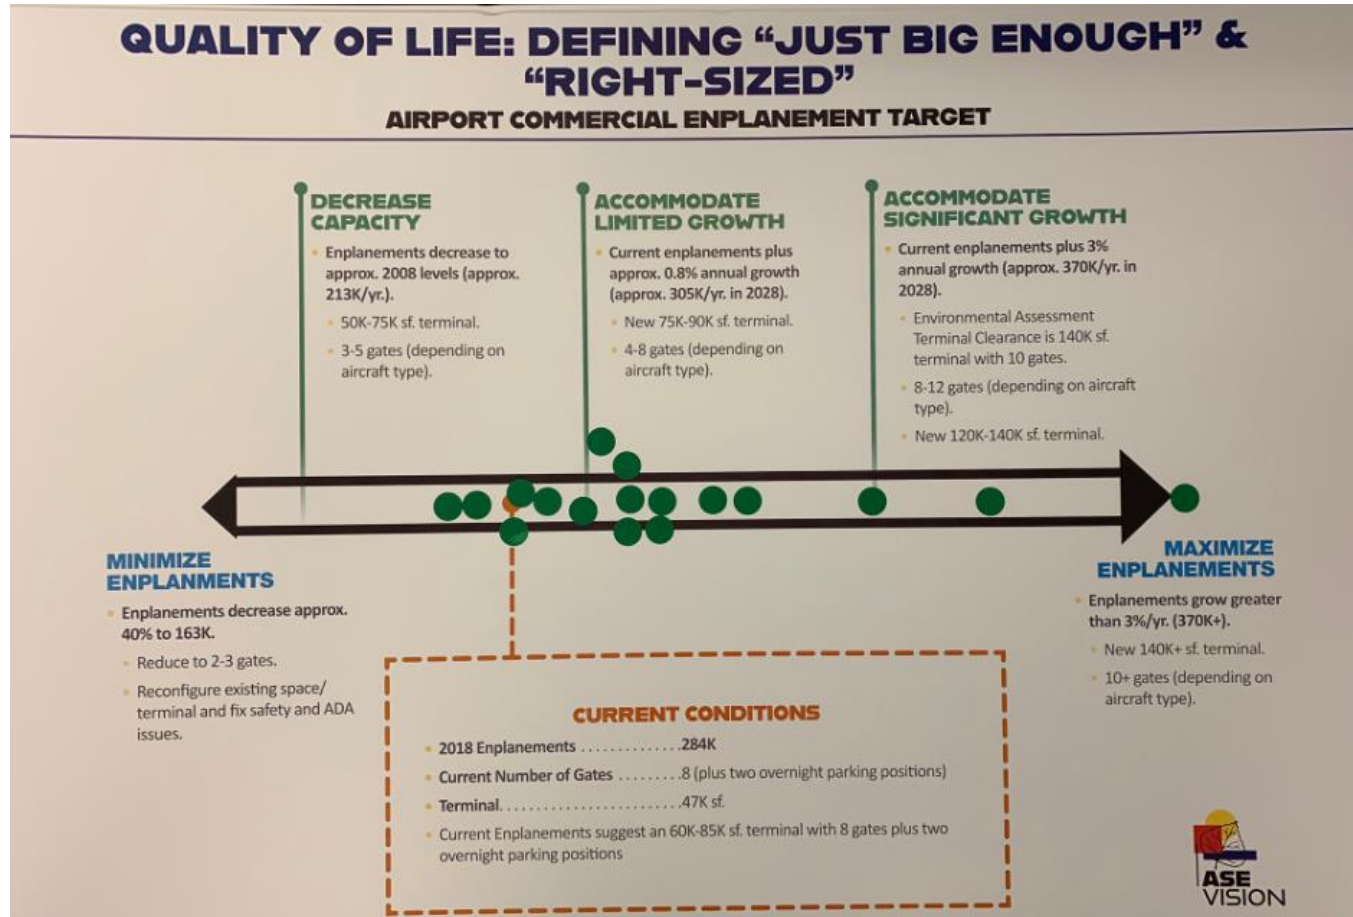 QUALITY OF LIFE: DEFINING “JUST BIG ENOUGH” &
“RIGHT-SIZED”
AIRPORT COMMERCIAL ENPLANEMENT TARGET
DECREASE
CAPACITY
Enplanements decrease to
approx. 2008 levels (approx.
213K/yr.).
50K-75K sf. terminal.
3-5 gates (depending on
aircraft type).
ACCOMMODATE
LIMITED GROWTH
Current enplanements plus
approx. 0.8% annual growth
(approx. 305K/yr. in 2028).
New 75K-90K sf. terminal.
4-8 gates (depending on
aircraft type).
ACCOMMODATE
SIGNIFICANT GROWTH
Current enplanements plus 3%
annual growth (approx. 370K/yr. in
2028).
Environmental Assessment
Terminal Clearance is 140K sf.
terminal with 10 gates.
8-12 gates (depending on aircraft
type).
New 120K-140K sf. terminal.
MINIMIZE
ENPLANMENTS
Enplanements decrease approx.
40% to 163K.
Reduce to 2-3 gates.
Reconfigure existing space/
terminal and fix safety and ADA
issues.
MAXIMIZE
ENPLANEMENTS
Enplanements grow greater
than 3%/yr. (370K+).
New 140K+ sf. terminal.
10+ gates (depending on
aircraft type).
CURRENT CONDITIONS
2018 Enplanements ..............284K
Current Number of Gates .........8 (plus two overnight parking positions)
Terminal.........................47K sf.
Current Enplanements suggest an 60K-85K sf. terminal with 8 gates plus two
overnight parking positions
ASE
VISION